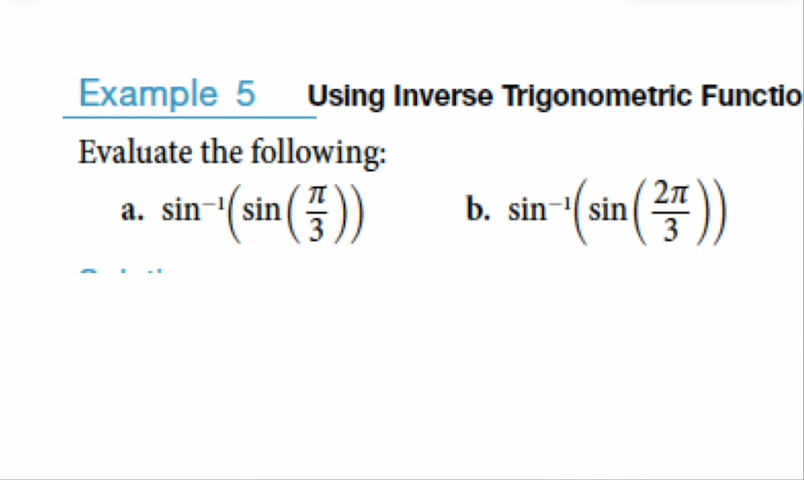 Example 5 Using Inverse Trigonometric Functio
Evaluate the following:
a. sin⁻¹(sin(π/3)) b. sin⁻¹(sin(2π/3))